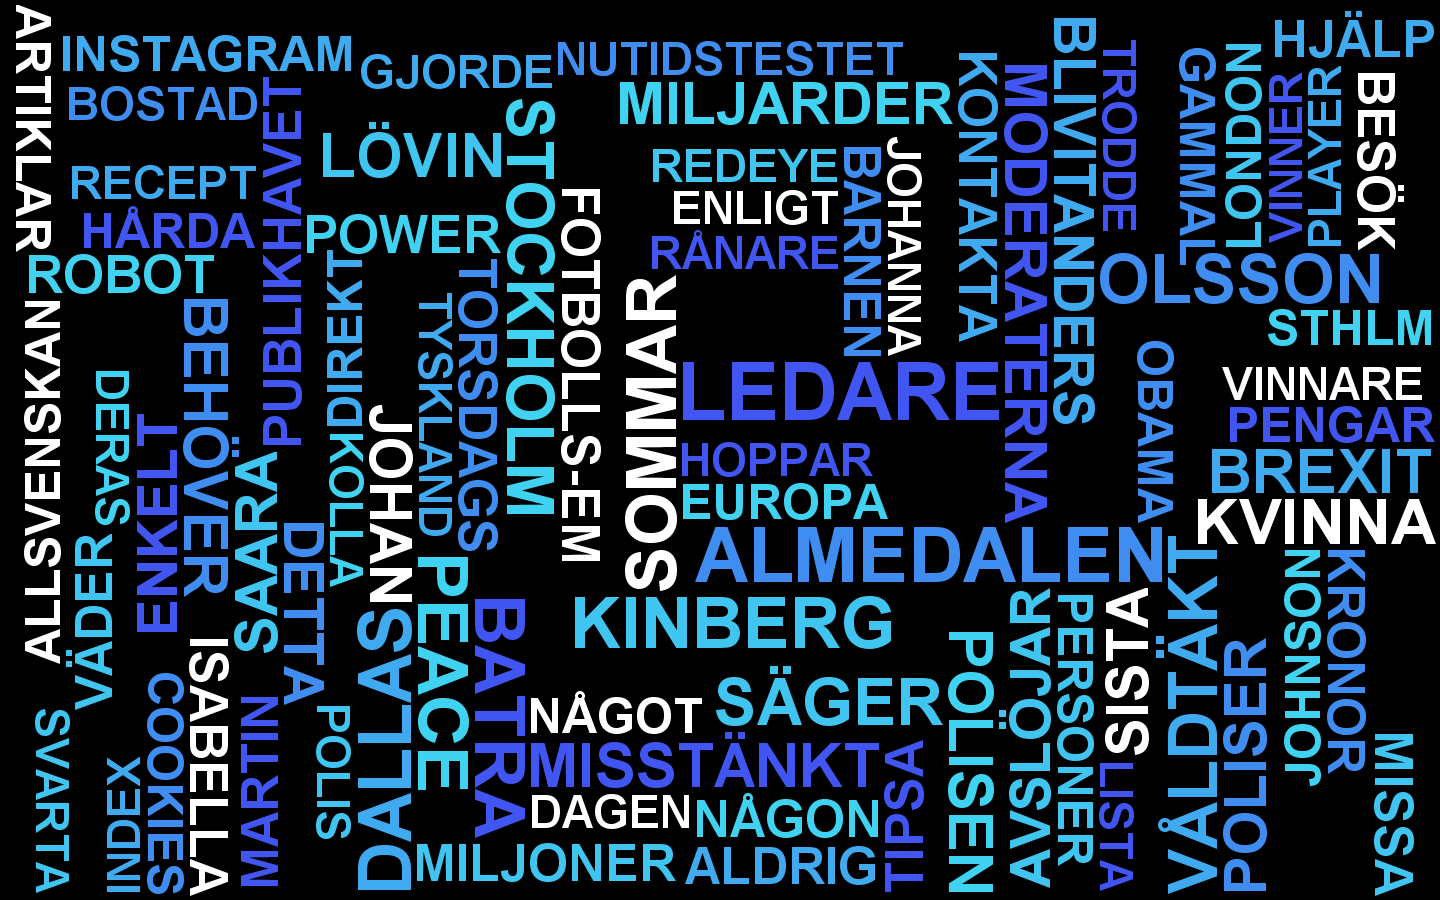 ARTIKLAR
INSTAGRAM
GJORDE
NUTIDSTESTET
BOSTAD
PUBLIKHAVET
STOCKHOLM
MILJARDER
KONTAKTA
MODERATERNA
BLIVITANDERS
TRODDE
GAMMAL
LONDON
HJÄLP
VINNER
PLAYER
BESÖK
LÖVIN
RECEPT
HÅRDA
POWER
ROBOT
FOTBOLLS-EM
REDEYE
ENLIGT
RÅNARE
BARNEN
JOHANNA
OLSSON
STHLM
ALLSVENSKAN
BEHÖVER
DIREKT
TYSKLAND
TORSDAGS
SOMMAR
LEDARE
OBAMA
VINNARE
PENGAR
DERAS
ENKELT
SAARA
KOLLA
JOHAN
HOPPAR
EUROPA
BREXIT
KVINNA
VÄDER
DETTA
PEACE
ALMEDALEN
BATRA
KINBERG
DALLAS
POLISEN
AVSLÖJAR
PERSONER
SISTA
VÅLDTÄKT
POLISER
JOHNSON
KRONOR
SVARTA
INDEX
COOKIES
ISABELLA
MARTIN
POLIS
NÅGOT
SÄGER
MISSTÄNKT
DAGEN
NÅGON
TIPSA
LISTA
MISSA
MILJONER
ALDRIG